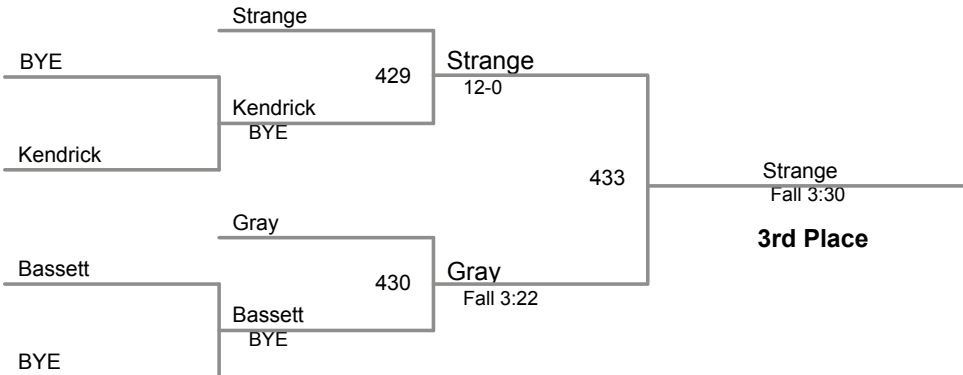 Strange
BYE
429
Strange
12-0
Kendrick
BYE
Kendrick
433
Strange
Fall 3:30
3rd Place
Gray
Bassett
430
Gray
Fall 3:22
Bassett
BYE
BYE